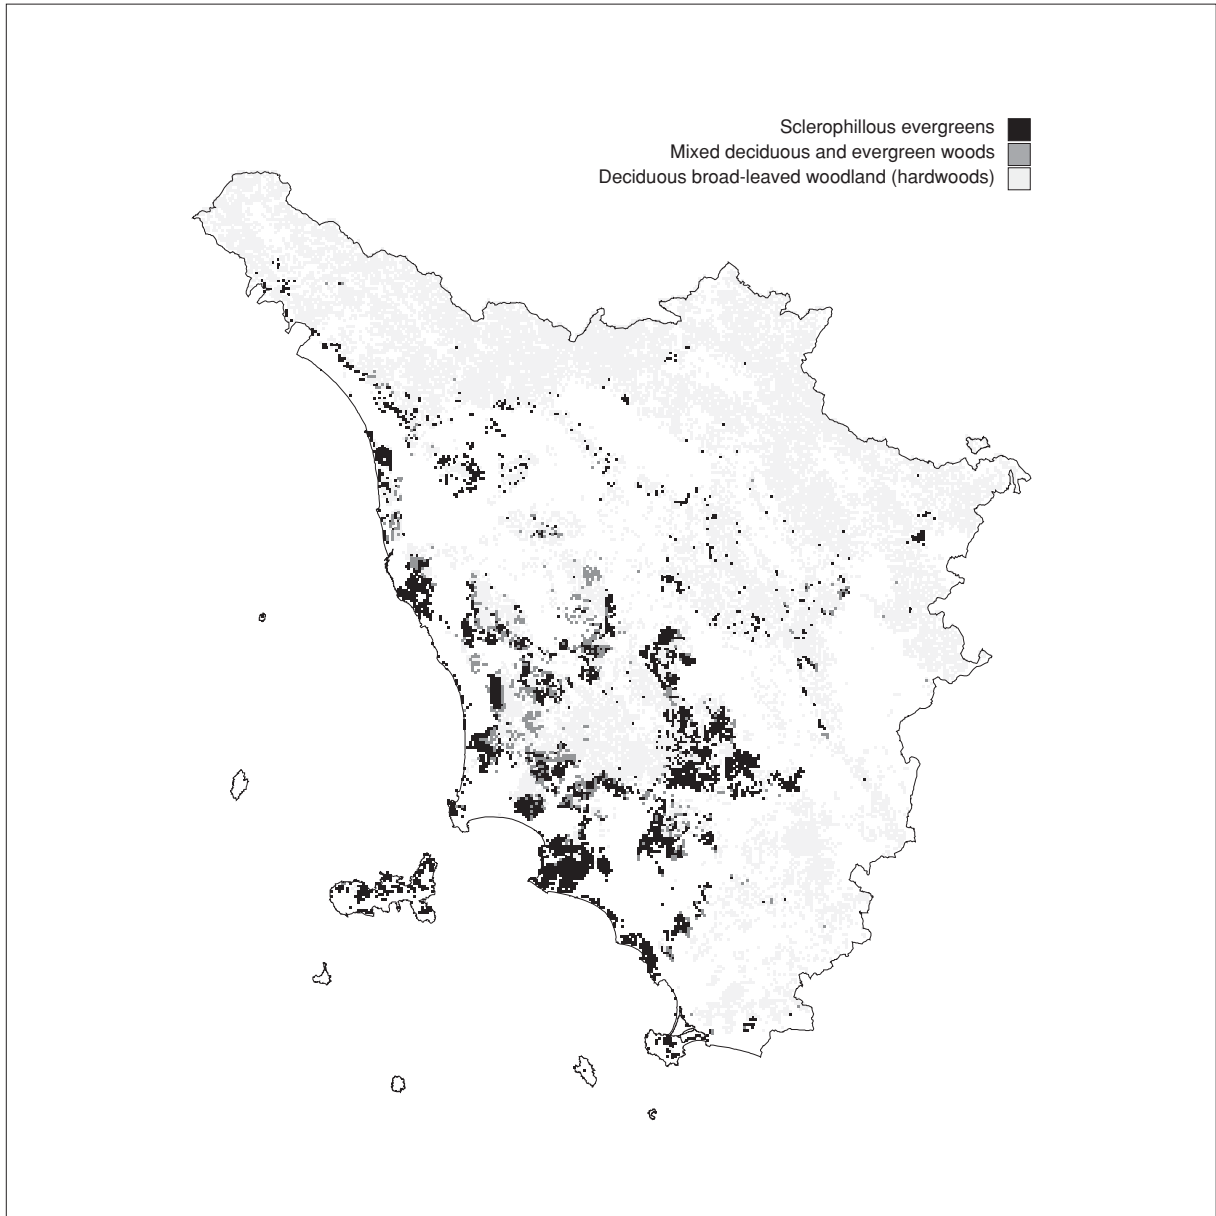 Sclerophillous evergreens
Mixed deciduous and evergreen woods
Deciduous broad-leaved woodland (hardwoods)